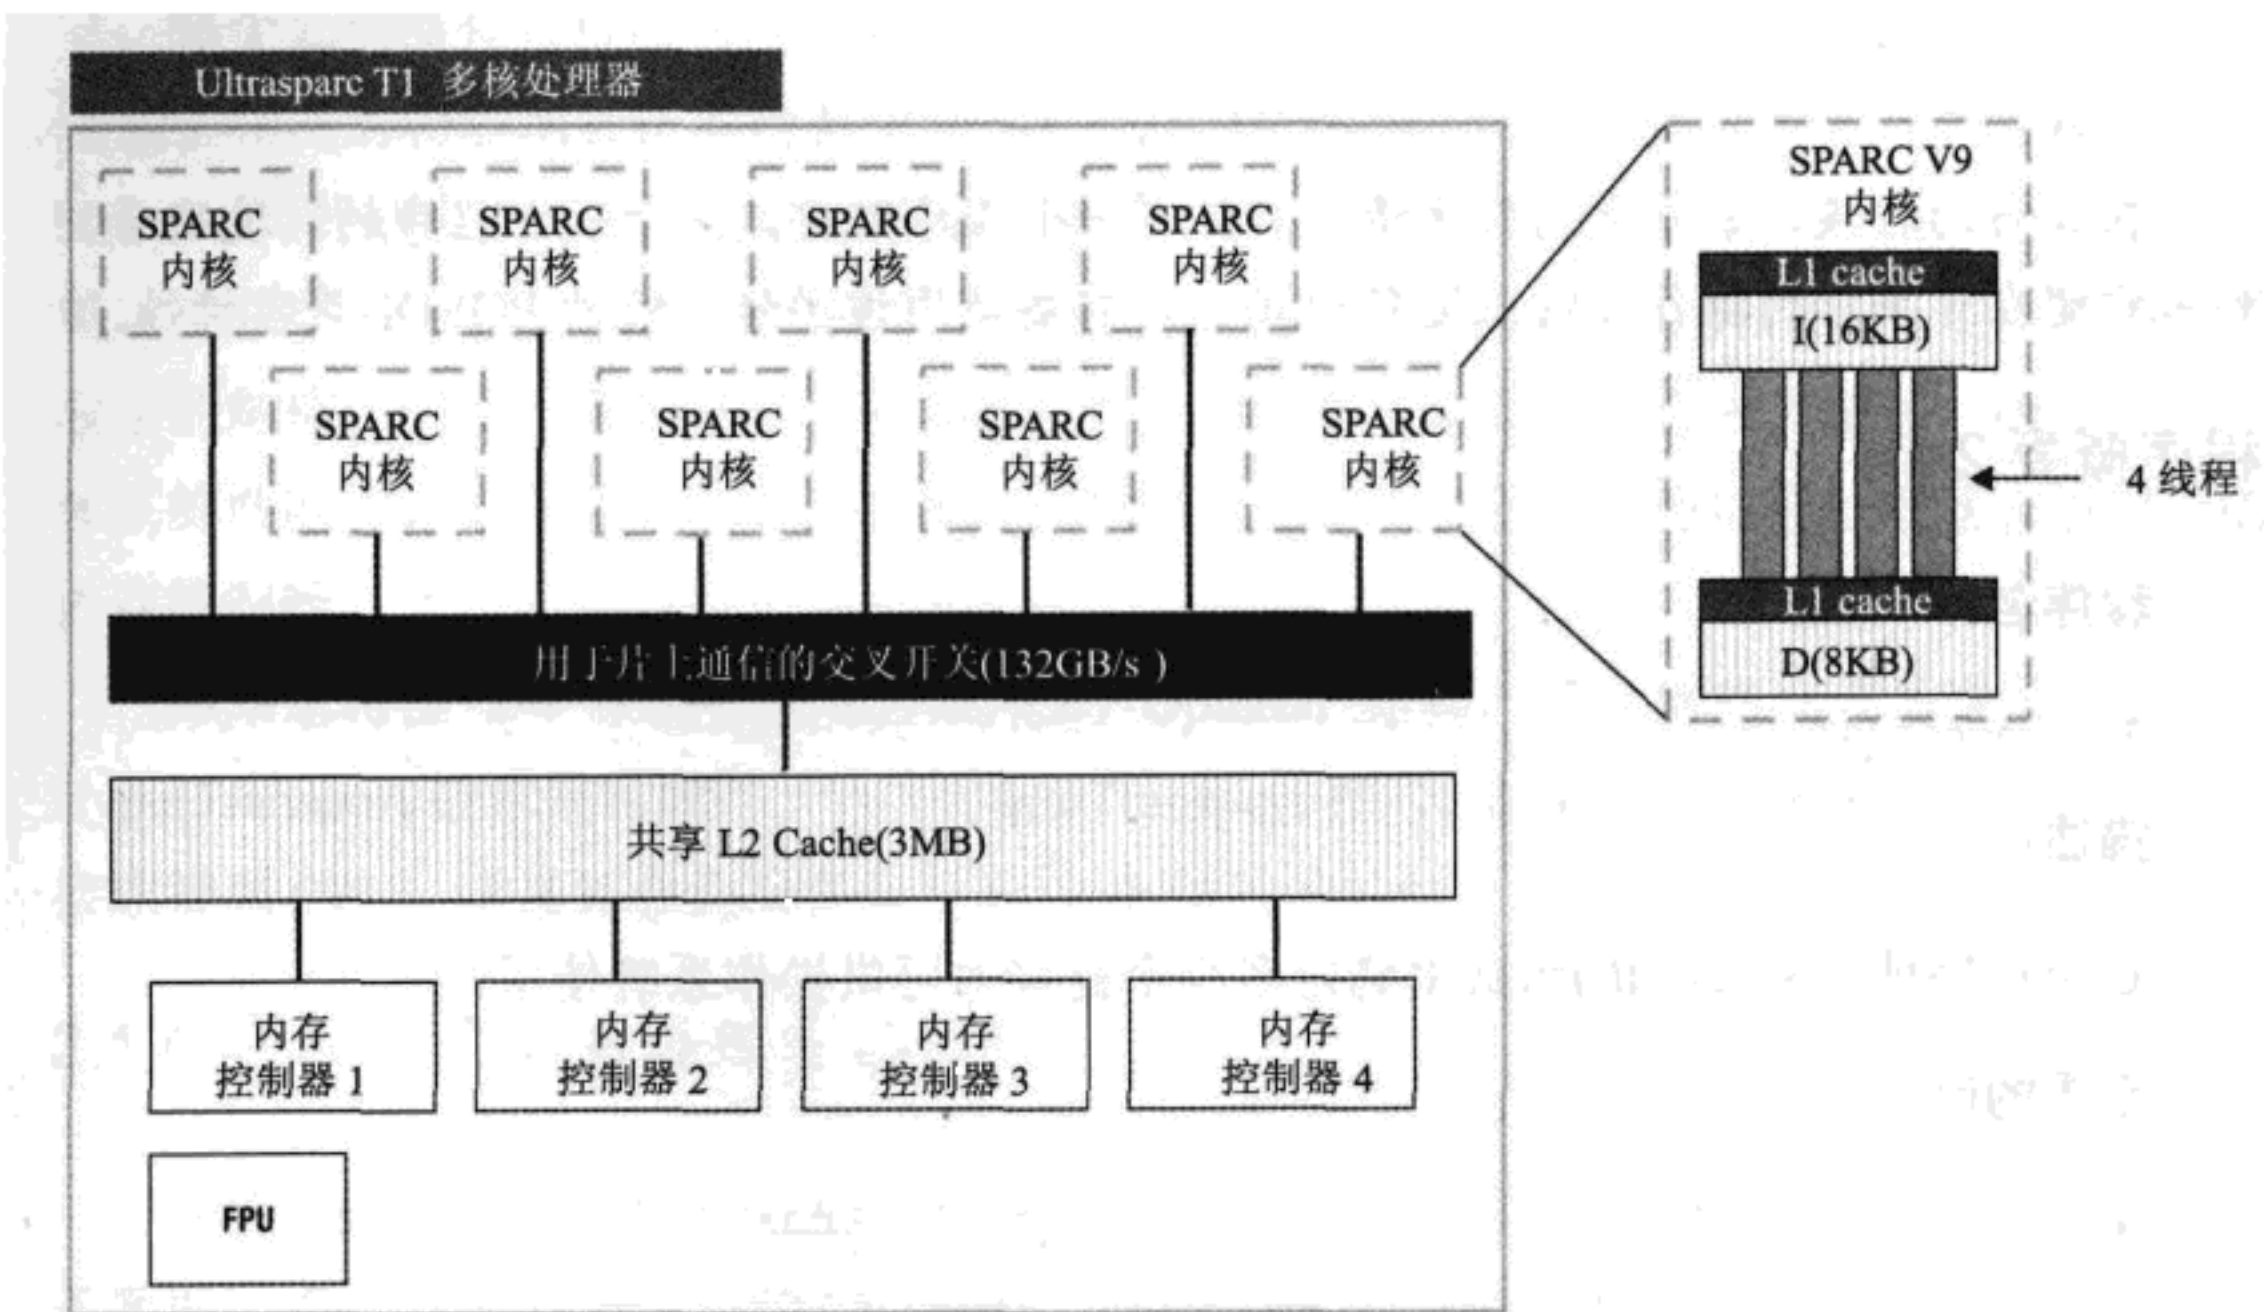 Ultrasparc T1 多核处理器
SPARC
内核
SPARC
内核
SPARC
内核
SPARC
内核
SPARC
内核
SPARC
内核
SPARC
内核
SPARC
内核
用于片上通信的交叉开关(132GB/s )
共享 L2 Cache(3MB)
内存
控制器 1
内存
控制器 2
内存
控制器 3
内存
控制器 4
FPU
SPARC V9
内核
L1 cache
I(16KB)
4 线程
L1 cache
D(8KB)